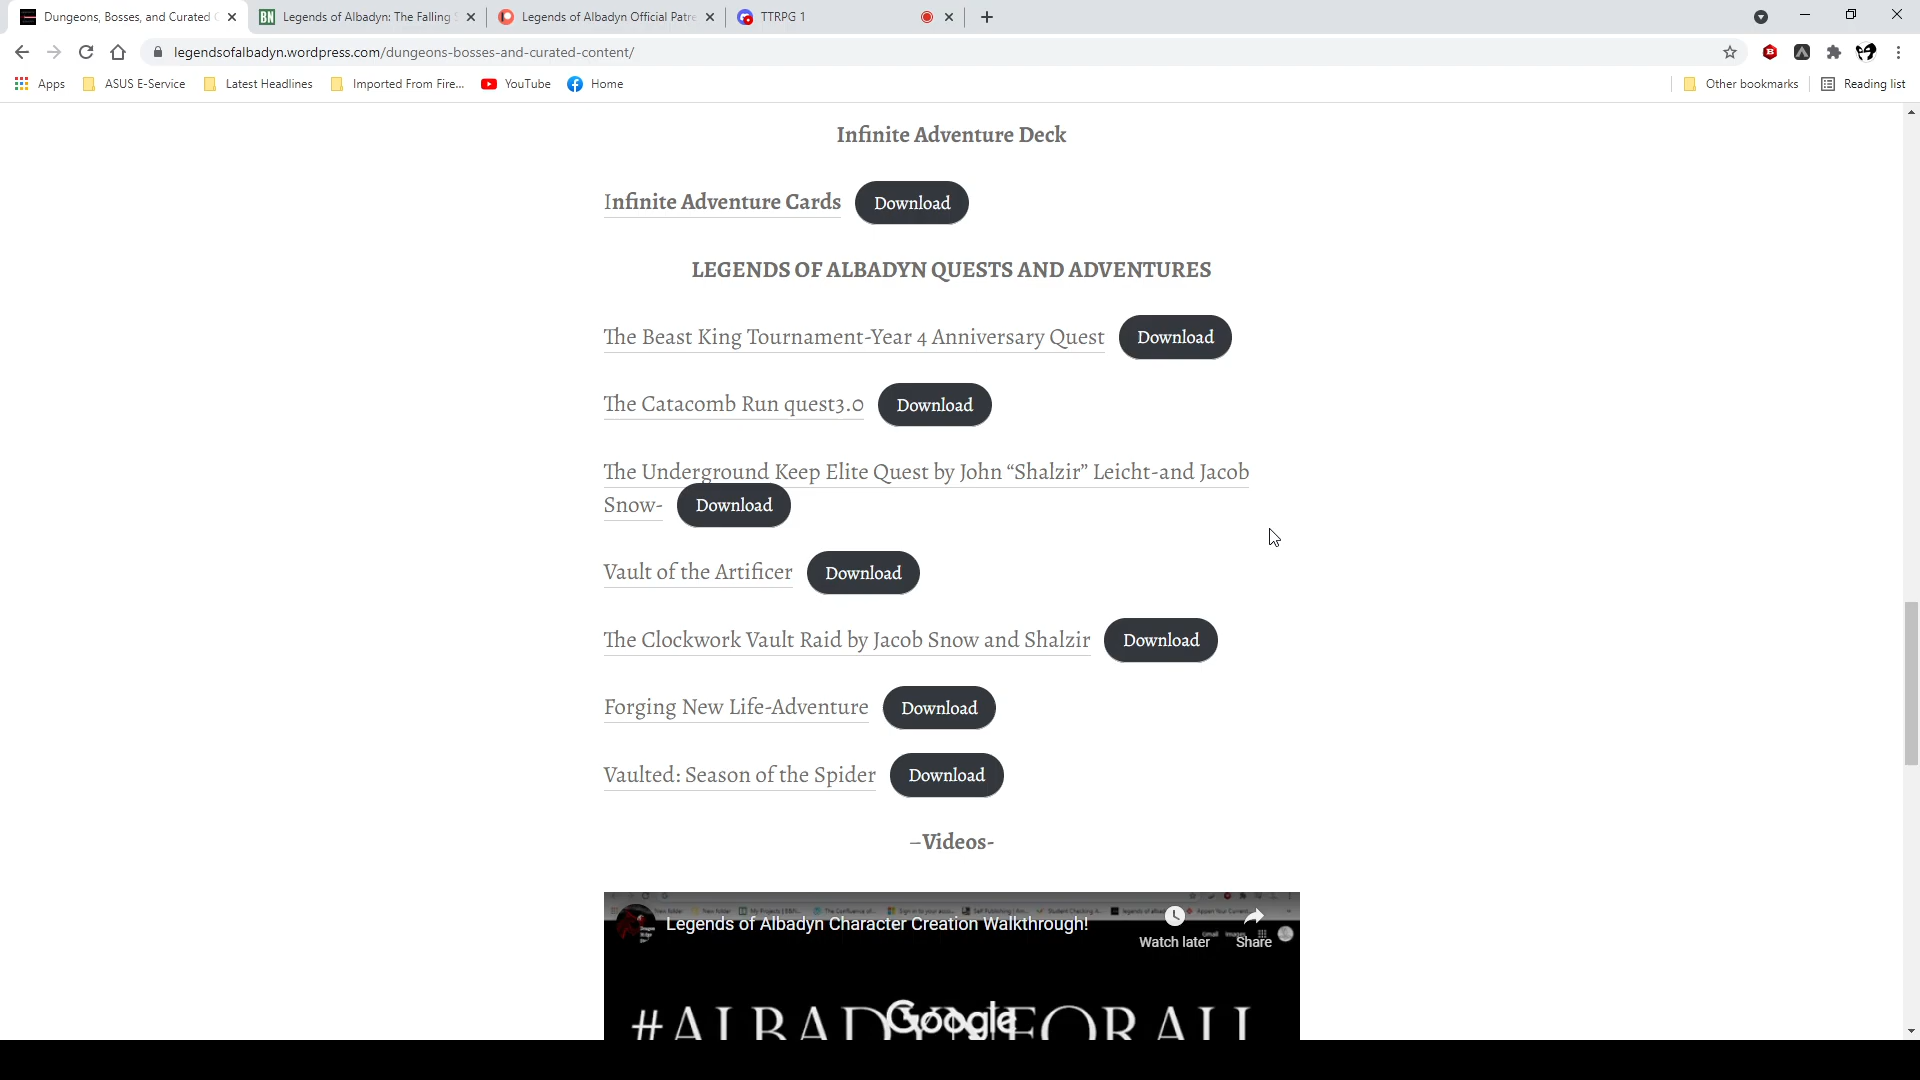 Dungeons, Bosses, and Curated C
Legends of Albadyn: The Falling S
Legends of Albadyn Official Patre
TTRPG 1
legendsofalbadyn.wordpress.com/dungeons-bosses-and-curated-content/
Apps
ASUS E-Service
Latest Headlines
Imported From Fire...
YouTube
Home
Other bookmarks
Reading list
Infinite Adventure Deck
Infinite Adventure Cards Download
LEGENDS OF ALBADYN QUESTS AND ADVENTURES
The Beast King Tournament-Year 4 Anniversary Quest Download
The Catacomb Run quest3.0 Download
The Underground Keep Elite Quest by John “Shalzir” Leicht-and Jacob
Snow- Download
Vault of the Artificer Download
The Clockwork Vault Raid by Jacob Snow and Shalzir Download
Forging New Life-Adventure Download
Vaulted: Season of the Spider Download
–Videos-
Legends of Albadyn Character Creation Walkthrough!
Watch later
Share
Google